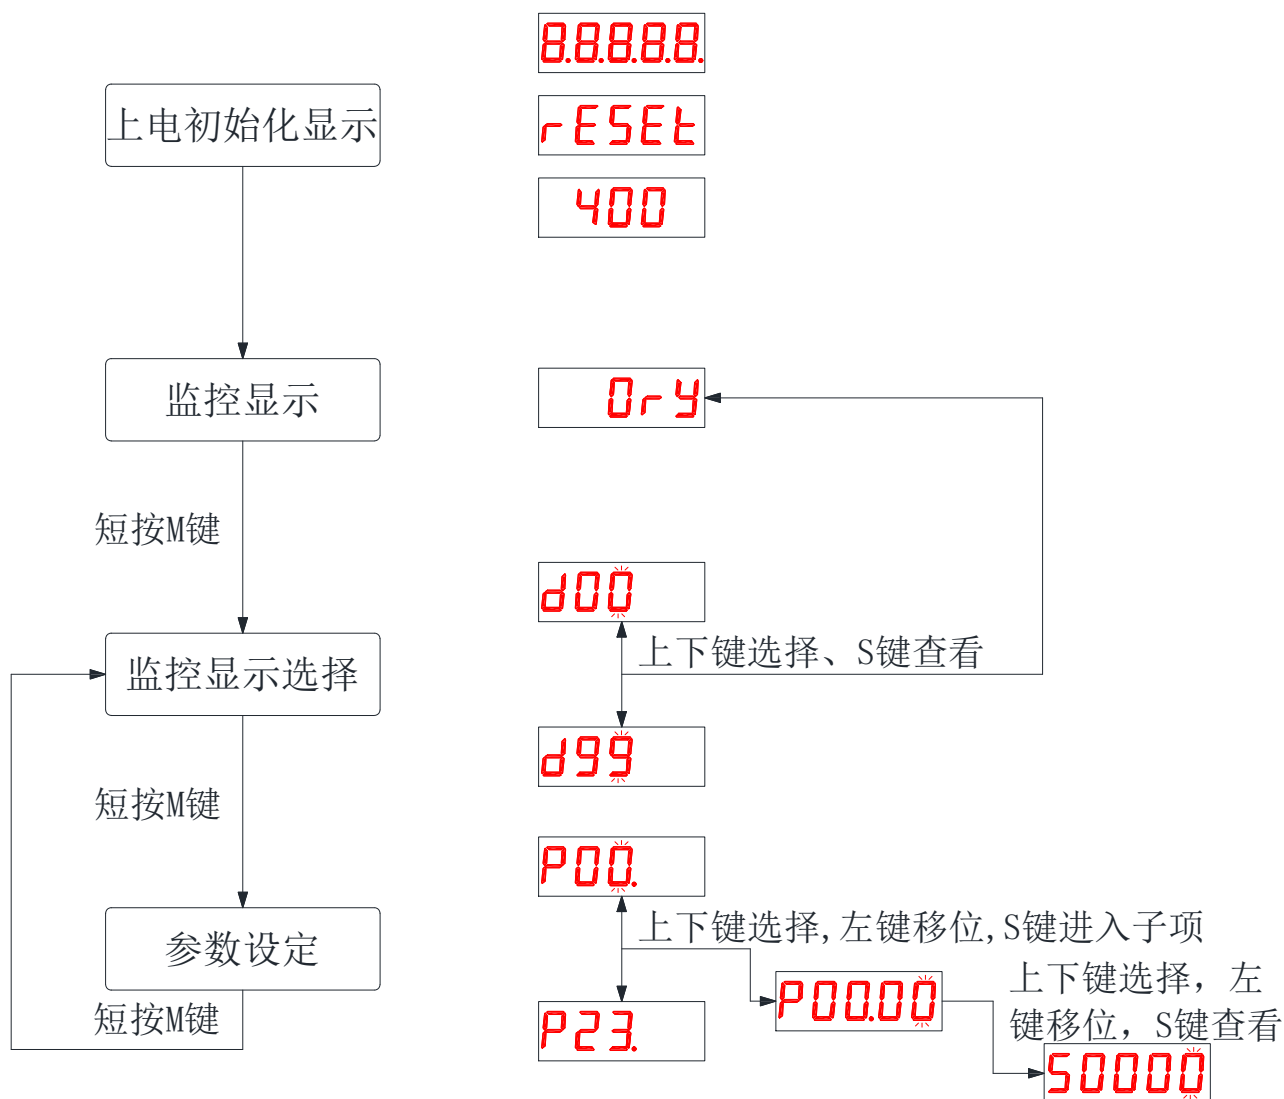 8.8.8.8.8.
上电初始化显示
rESEt
400
监控显示
0rY
短按M键
d00
上下键选择、S键查看
监控显示选择
d99
短按M键
P00.
上下键选择,左键移位,S键进入子项
参数设定
上下键选择，左
键移位，S键查看
P00.00
短按M键
P23.
50000